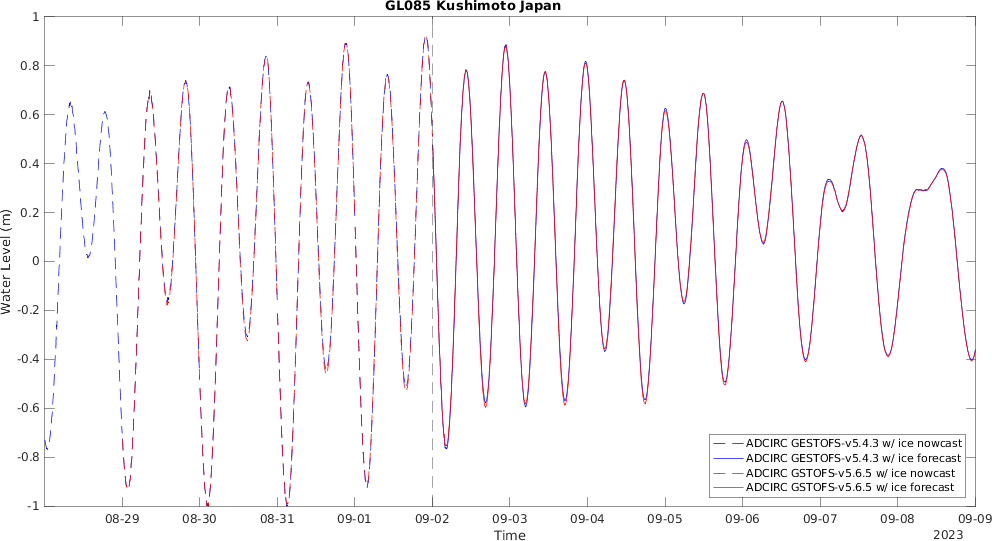 GL085 Kushimoto Japan
Water Level (m)
1
0.8
0.6
0.4
0.2
0
-0.2
-0.4
-0.6
-0.8
-1
08-29 08-30 08-31 09-01 09-02 09-03 09-04 09-05 09-06 09-07 09-08 09-09
Time
2023
ADCIRC GESTOFS-v5.4.3 w/ ice nowcast
ADCIRC GESTOFS-v5.4.3 w/ ice forecast
ADCIRC GSTOFS-v5.6.5 w/ ice nowcast
ADCIRC GSTOFS-v5.6.5 w/ ice forecast